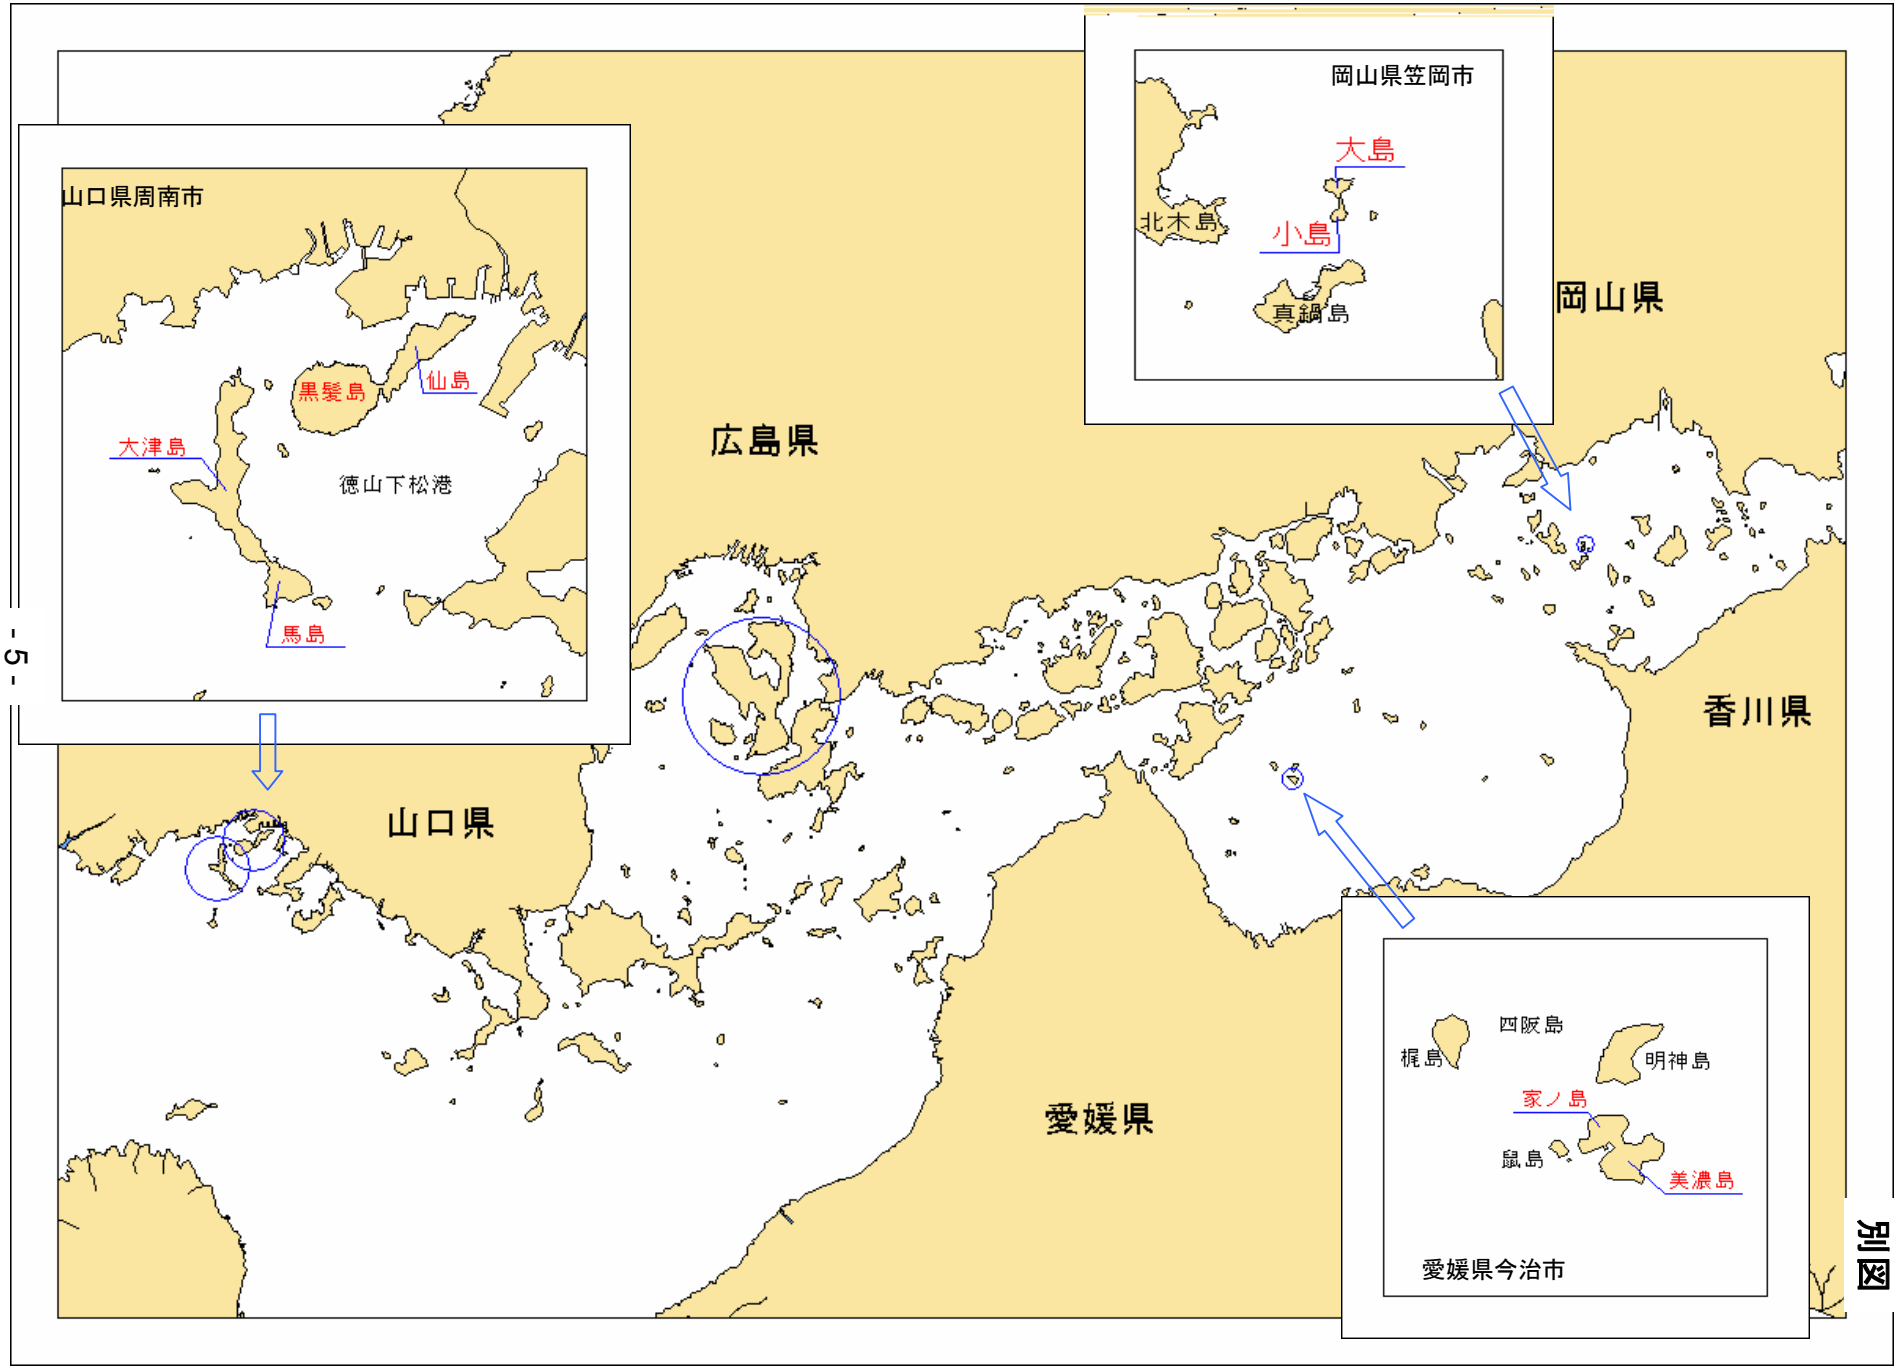 別図
岡山県笠岡市
大島
北木島
小島
真鍋島
山口県周南市
仙島
黒髪島
大津島
徳山下松港
馬島
岡山県
広島県
香川県
山口県
愛媛県
四阪島
梶島
明神島
家ノ島
鼠島
美濃島
愛媛県今治市
- 5 -